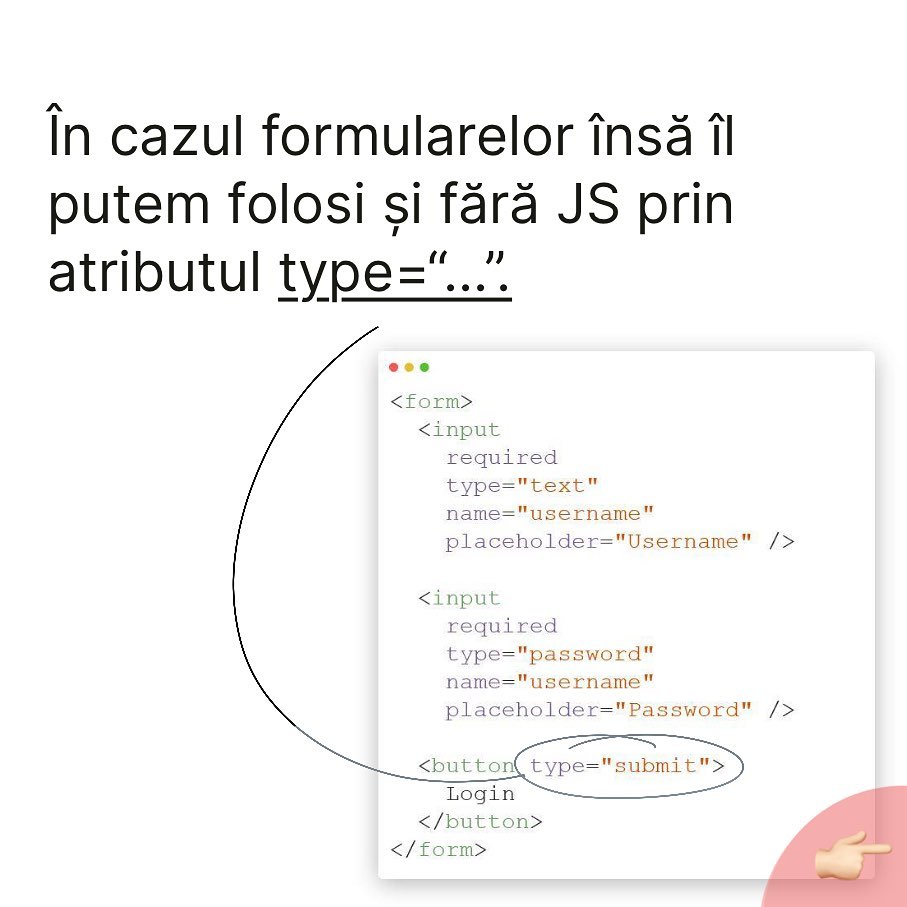 În cazul formularelor însă îl
putem folosi și fără JS prin
atributul type=“...”.
<form>
<input
required
type="text"
name="username"
placeholder="Username" />
<input
required
type="password"
name="username"
placeholder="Password" />
<button type="submit">
Login
</button>
</form>